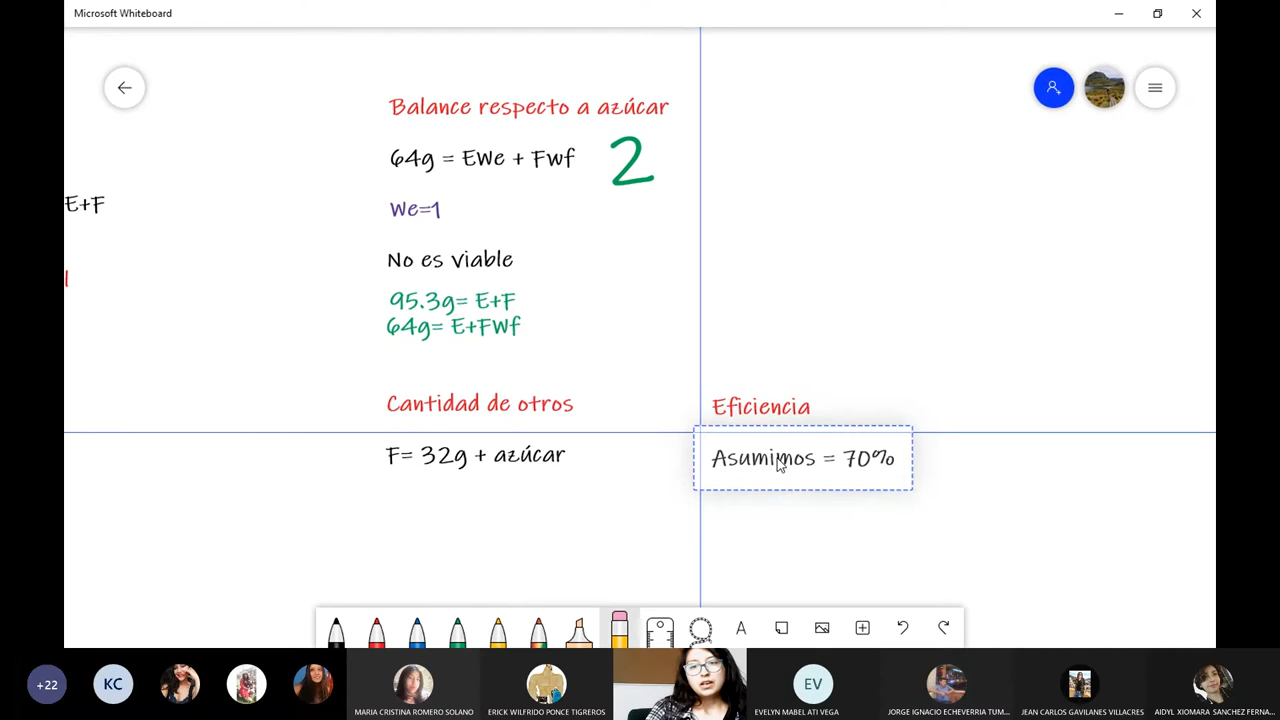 Microsoft Whiteboard
Balance respecto a azúcar
64g = EWe + Fwf
2
We=1
E+F
No es viable
1
95.3g= E+F
64g= E+FWf
Cantidad de otros
Eficiencia
F= 32g + azúcar
Asumimos = 70%
A
+22
KC
EV
MARIA CRISTINA ROMERO SOLANO
ERICK WILFRIDO PONCE TIGREROS
EVELYN MABEL ATI VEGA
JORGE IGNACIO ECHEVERRIA TUM...
JEAN CARLOS GAVILANES VILLACRES
AIDYL XIOMARA SANCHEZ FERNA...